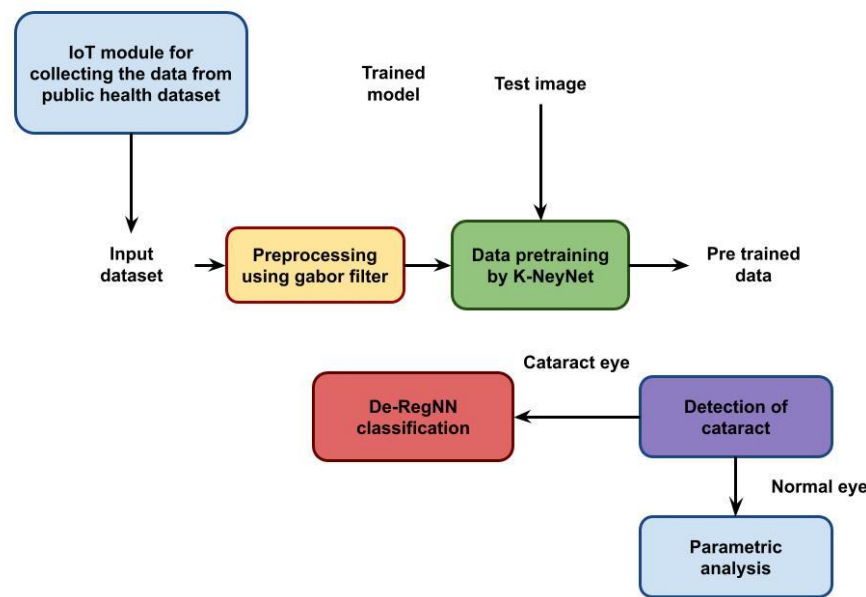 IoT module for
collecting the data from
public health dataset
Trained
model
Test image
Input
dataset
Preprocessing
using gabor filter
Data pretraining
by K-NeyNet
Pre trained
data
Cataract eye
De-RegNN
classification
Detection of
cataract
Normal eye
Parametric
analysis